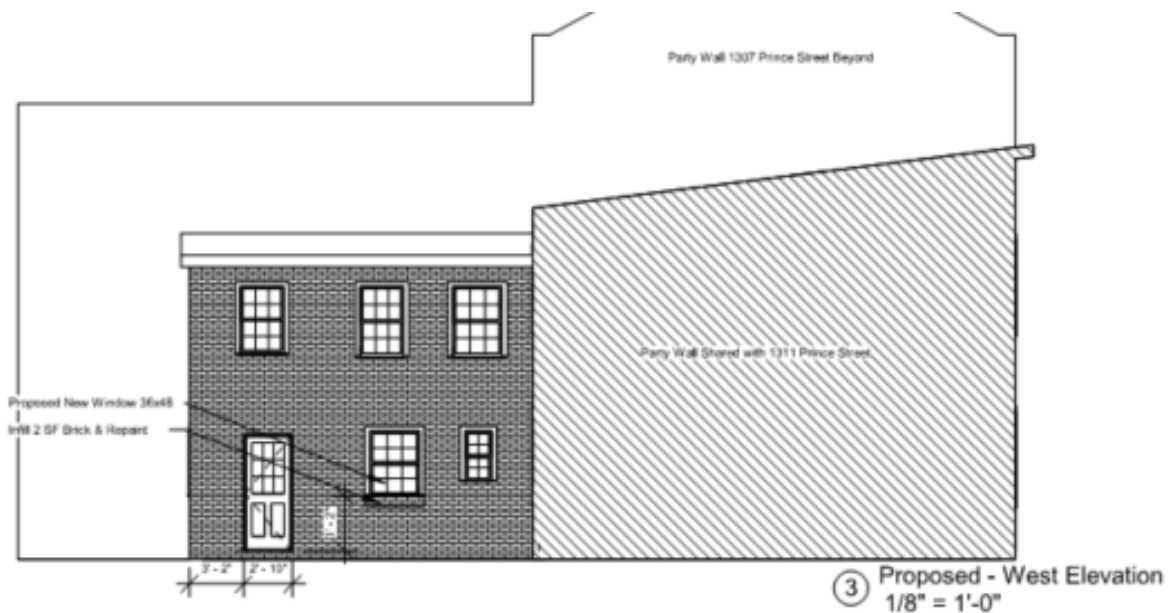 Party Wall 1307 Prince Street Beyond
Party Wall Shared with 1311 Prince Street
Proposed New Window 36x48
Infill 2 SF Brick & Repaint
3' - 2"
2' - 10"
3 Proposed - West Elevation
1/8" = 1'-0"